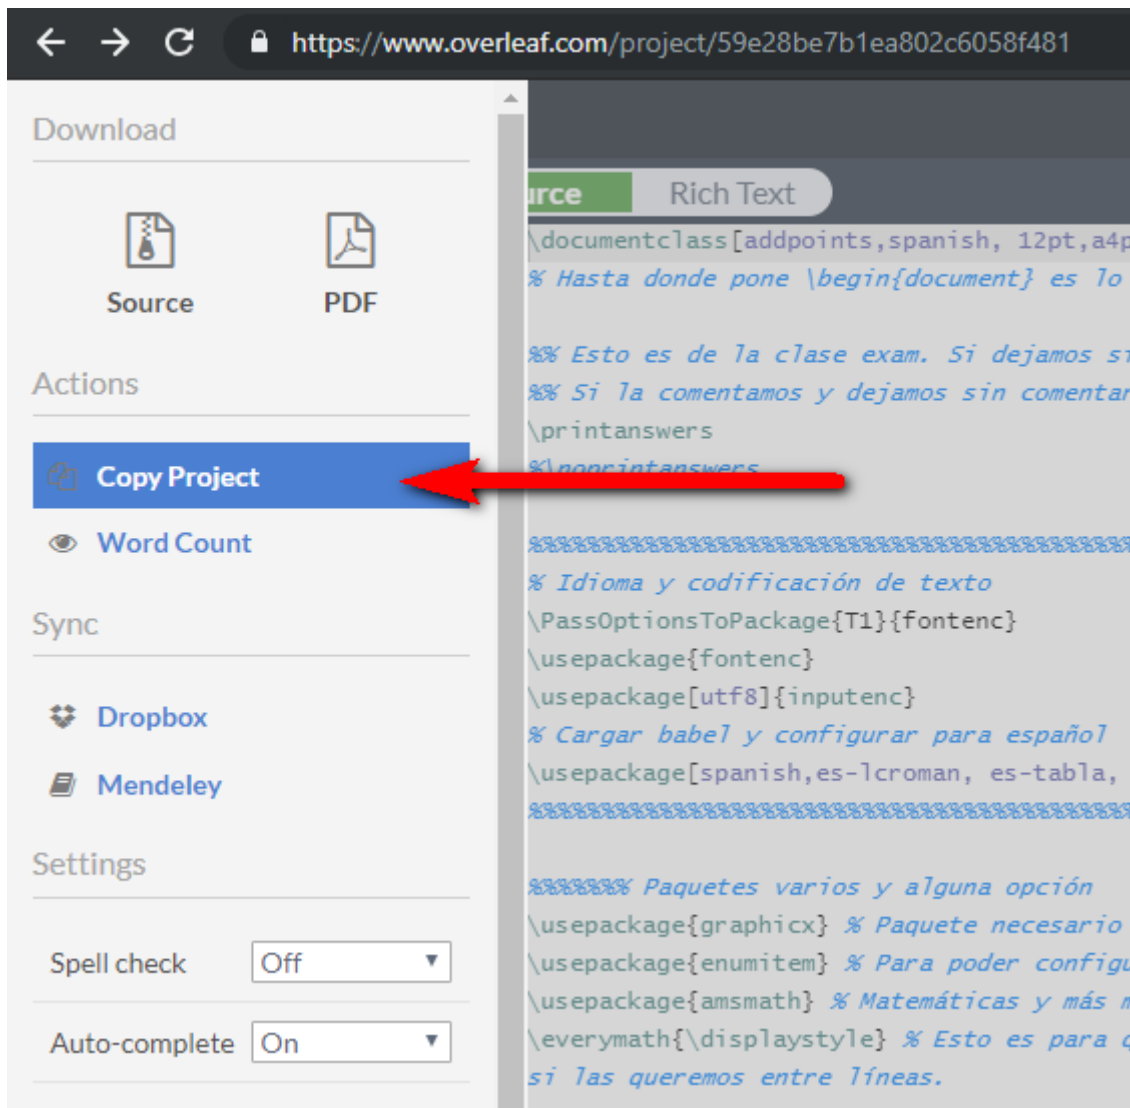 https://www.overleaf.com/project/59e28be7b1ea802c6058f481
Download
Source
PDF
Actions
Copy Project
Word Count
Sync
Dropbox
Mendeley
Settings
Spell check
Off
Auto-complete
On
Rich Text
\documentclass[addpoints,spanish, 12pt,a4p
% Hasta donde pone \begin{document} es lo
%% Esto es de la clase exam. Si dejamos si
%% Si la comentamos y dejamos sin comentar
\printanswers
%\noprintanswers
%%%%%%%%%%%%%%%%%%%%%%%%%%%%%%%%%%%%%%%%%%
% Idioma y codificación de texto
\PassOptionsToPackage{T1}{fontenc}
\usepackage{fontenc}
\usepackage[utf8]{inputenc}
% Cargar babel y configurar para español
\usepackage[spanish,es-lcroman, es-tabla,
%%%%%%%%%%%%%%%%%%%%%%%%%%%%%%%%%%%%%%%%%%
%%%%%%% Paquetes varios y alguna opción
\usepackage{graphicx} % Paquete necesario
\usepackage{enumitem} % Para poder configu
\usepackage{amsmath} % Matemáticas y más m
\everymath{\displaystyle} % Esto es para q
si las queremos entre líneas.